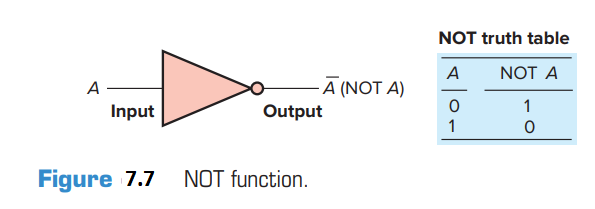 NOT truth table
A NOT A
0 1
1 0
A
A̅ (NOT A)
Input
Output
Figure 7.7 NOT function.